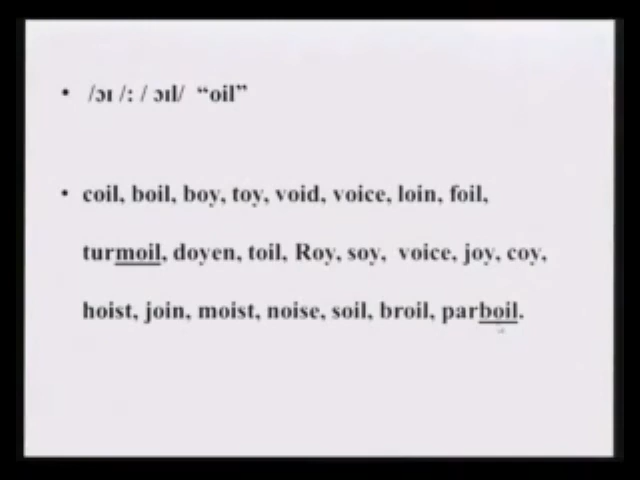 • /ɔɪ /: / ɔɪl/ “oil”
• coil, boil, boy, toy, void, voice, loin, foil,
turmoil, doyen, toil, Roy, soy, voice, joy, coy,
hoist, join, moist, noise, soil, broil, parboil.